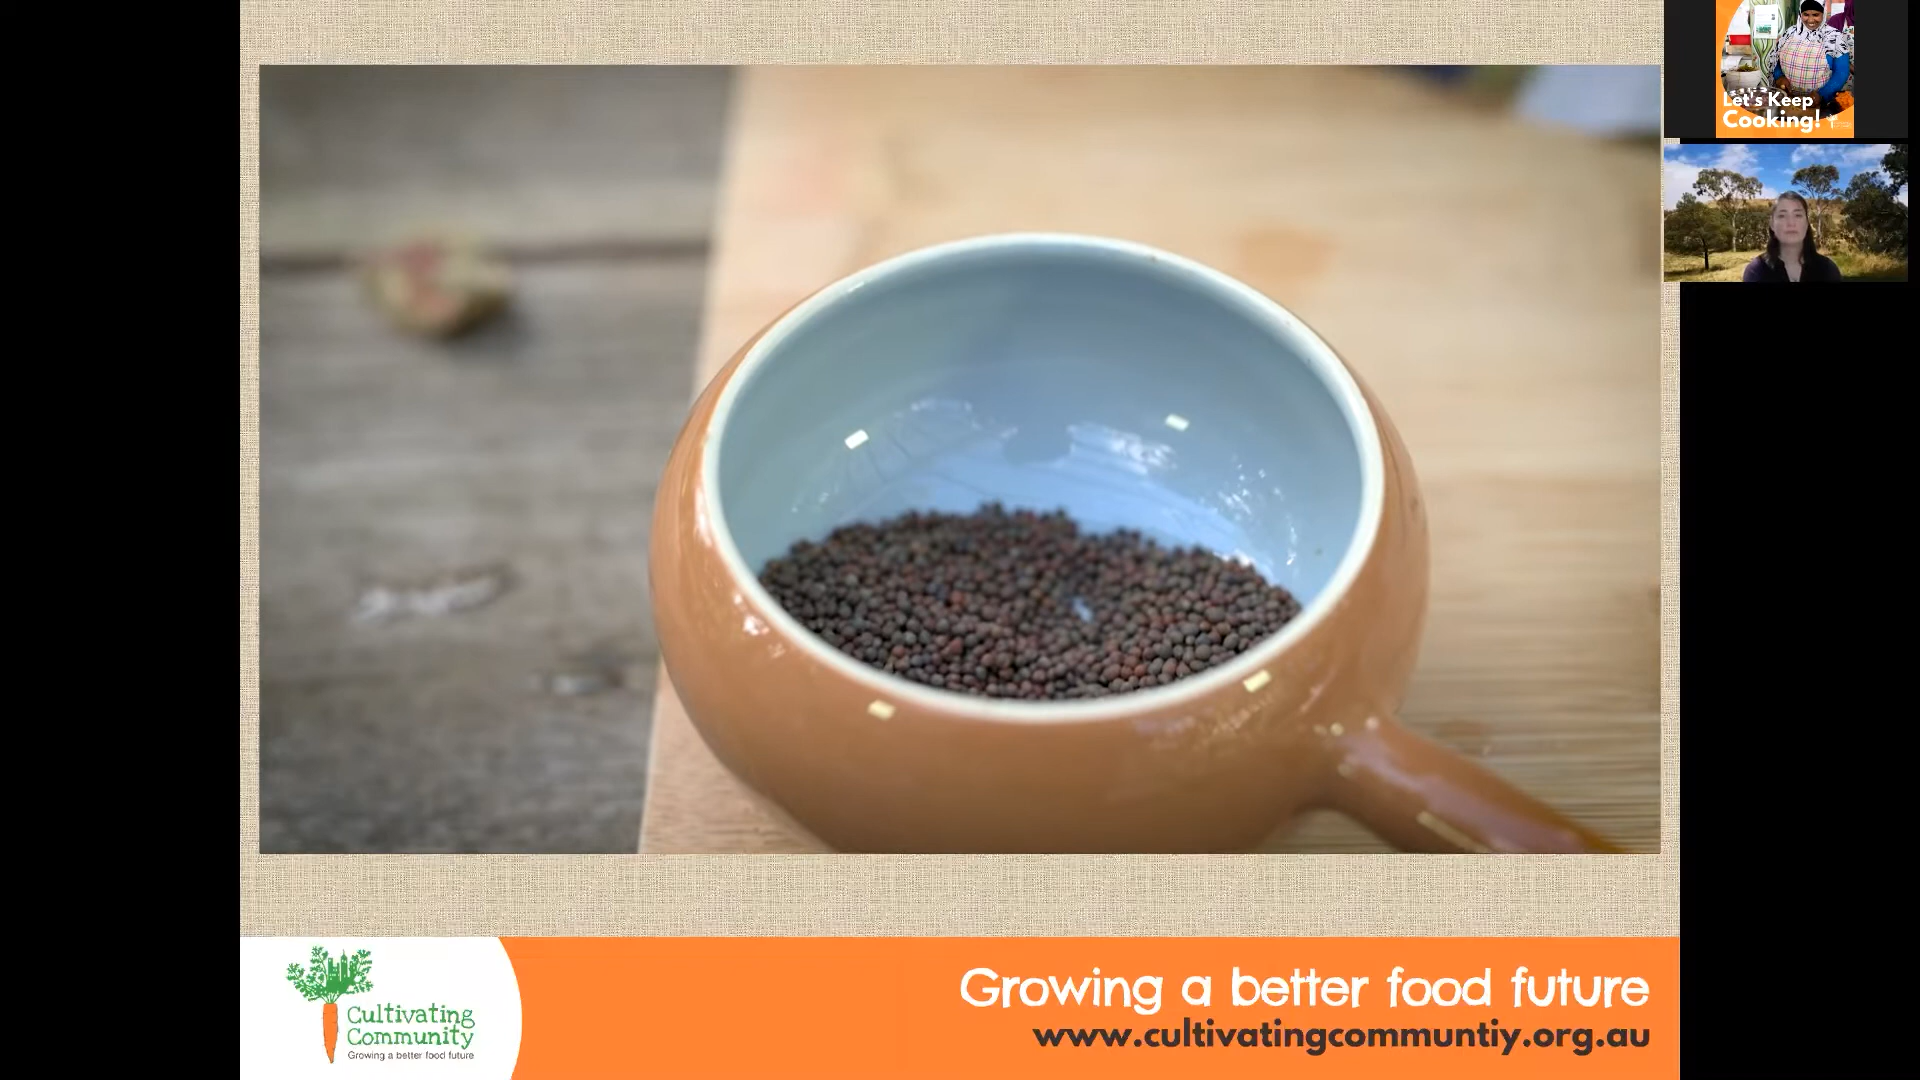 Let's Keep
Cooking!
Cultivating
Community
Growing a better food future
Growing a better food future
www.cultivatingcommuntiy.org.au